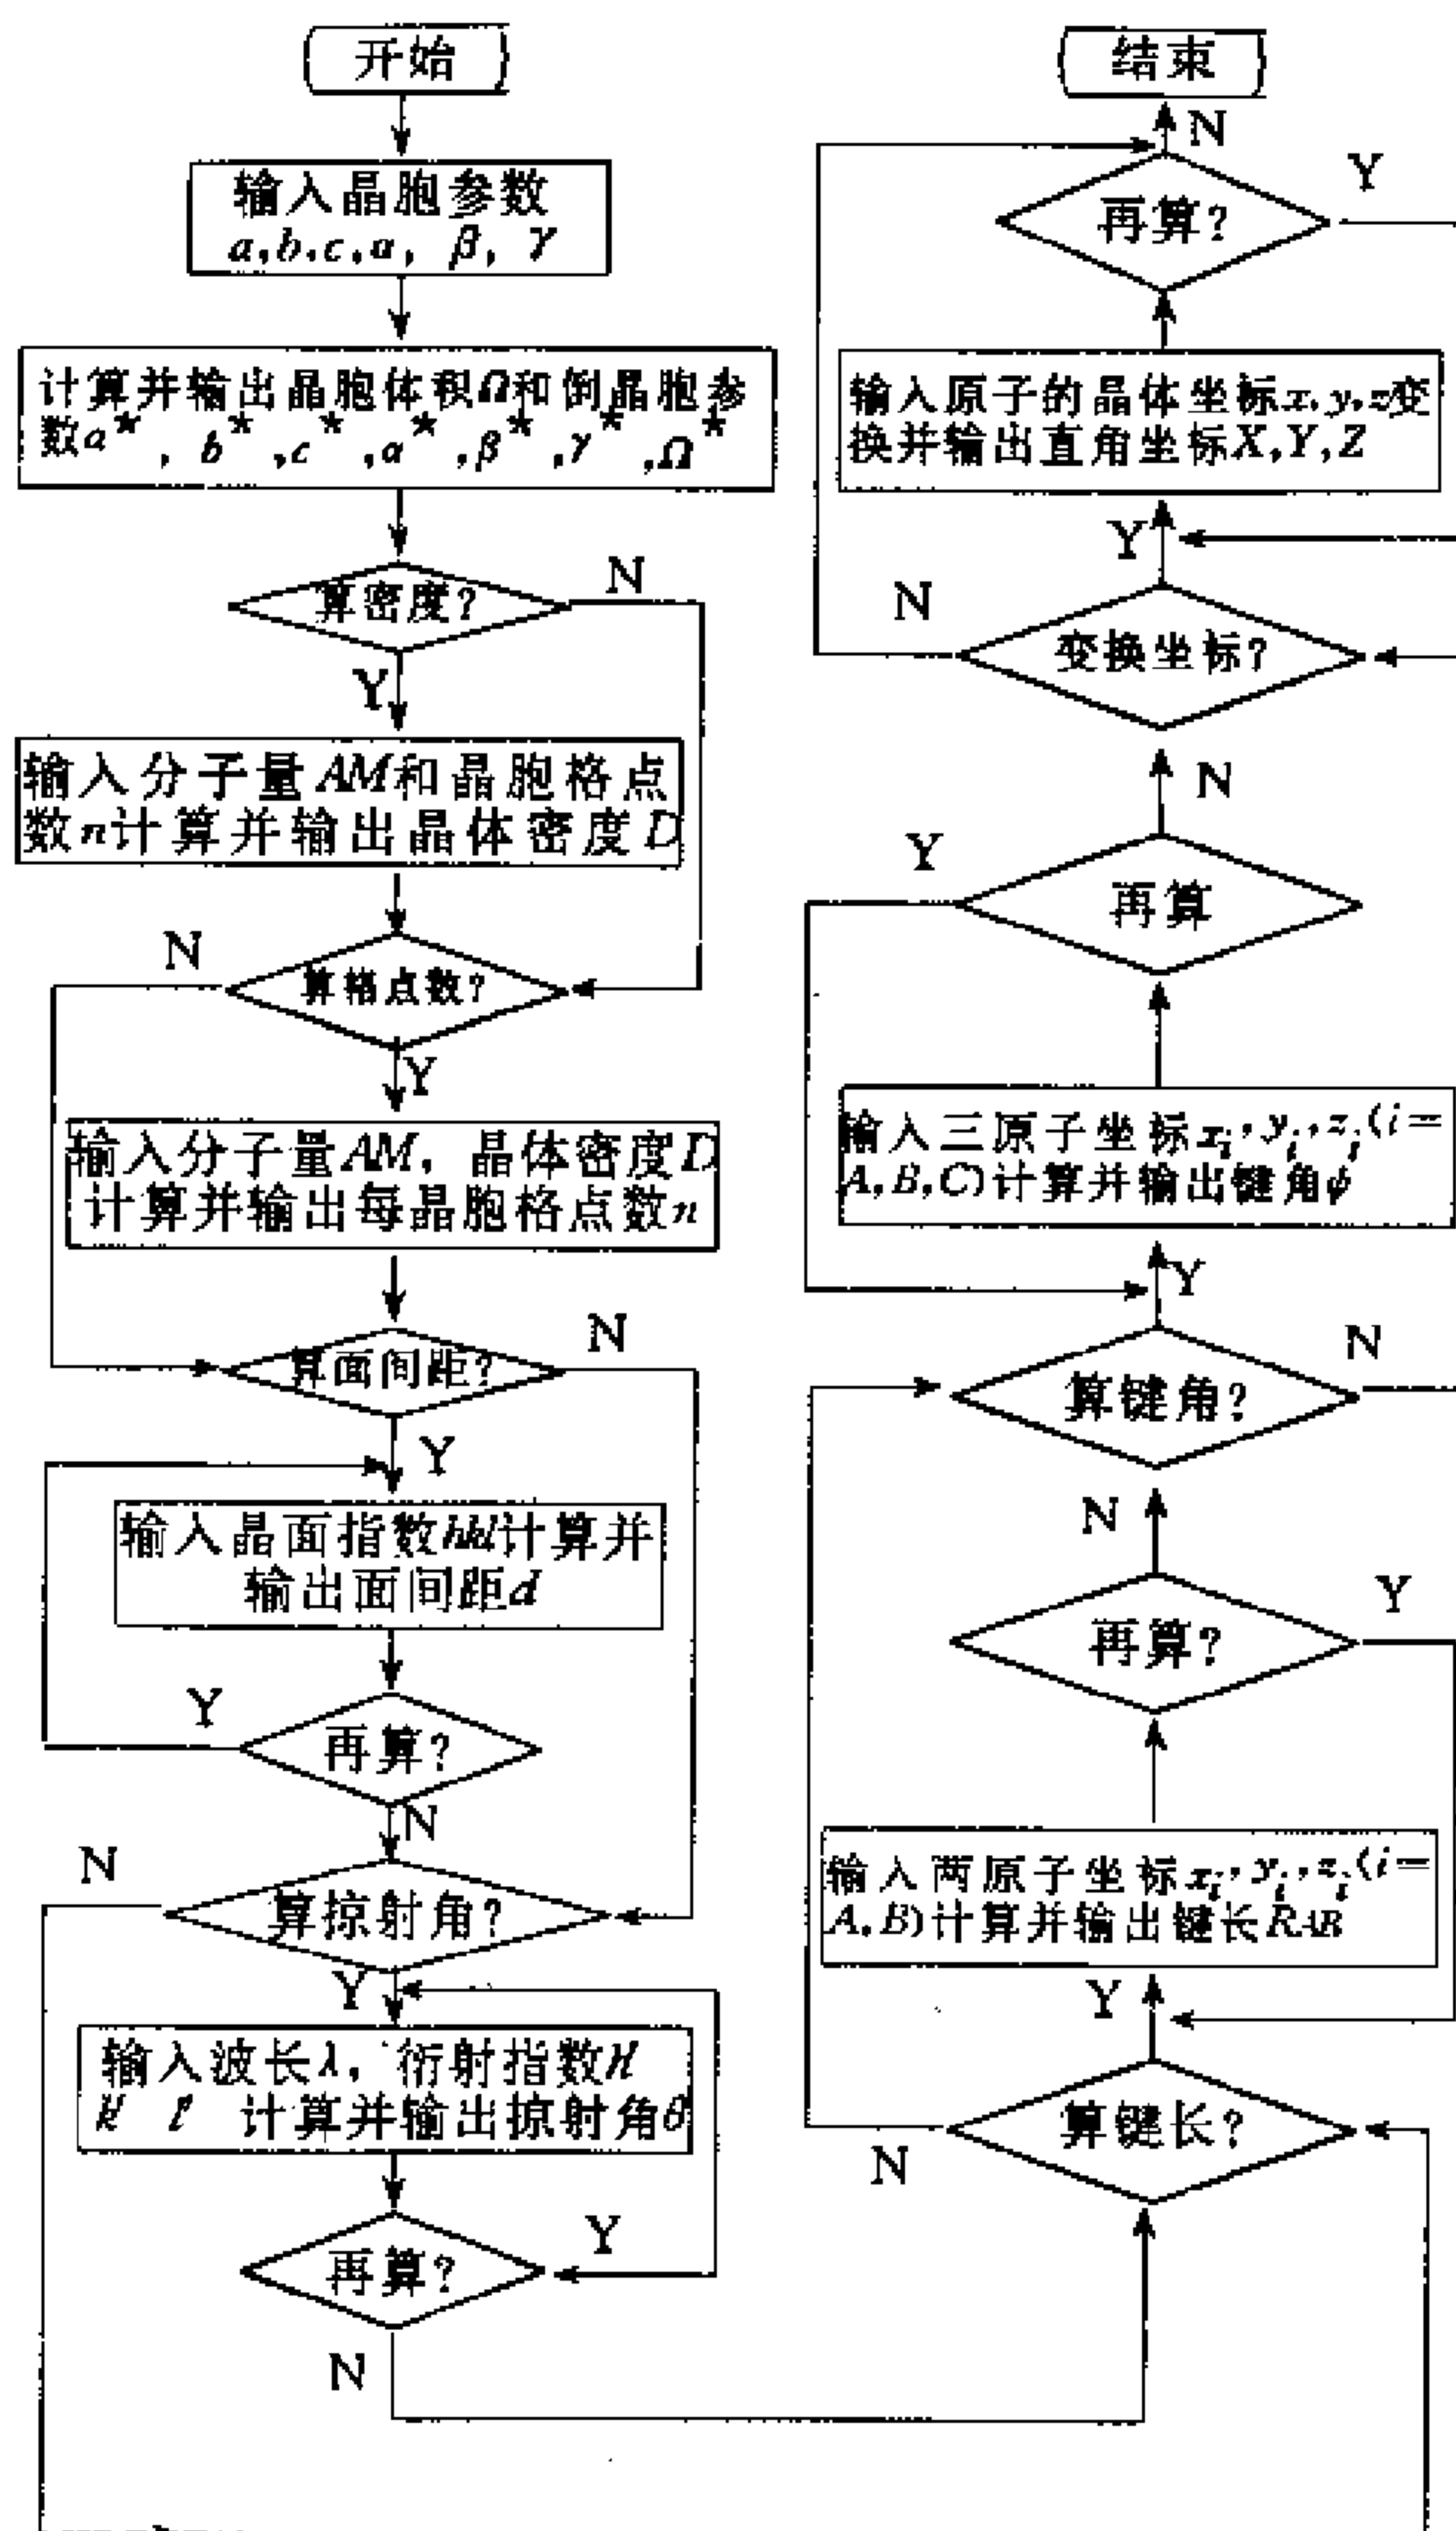 开始
输入晶胞参数
a,b,c,α, β, γ
计算并输出晶胞体积Ω和倒晶胞参
数a*, b*,c*,α*,β*,γ*,Ω*
算密度?
N
Y
输入分子量AM和晶胞格点
数n计算并输出晶体密度D
N
算格点数?
Y
输入分子量AM, 晶体密度D
计算并输出每晶胞格点数n
算面间距?
N
Y
输入晶面指数hkl计算并
输出面间距d
Y
再算?
N
N
算掠射角?
Y
输入波长λ, 衍射指数h'
k' l' 计算并输出掠射角θ
再算?
Y
N
结束
N
再算?
Y
输入原子的晶体坐标x,y,z变
换并输出直角坐标X,Y,Z
Y
N
变换坐标?
N
Y
再算
输入三原子坐标xi,yi,zi(i=
A,B,C)计算并输出键角ψ
Y
算键角?
N
N
再算?
Y
输入两原子坐标xi,yi,zi(i=
A,B)计算并输出键长RAB
Y
算键长?
N